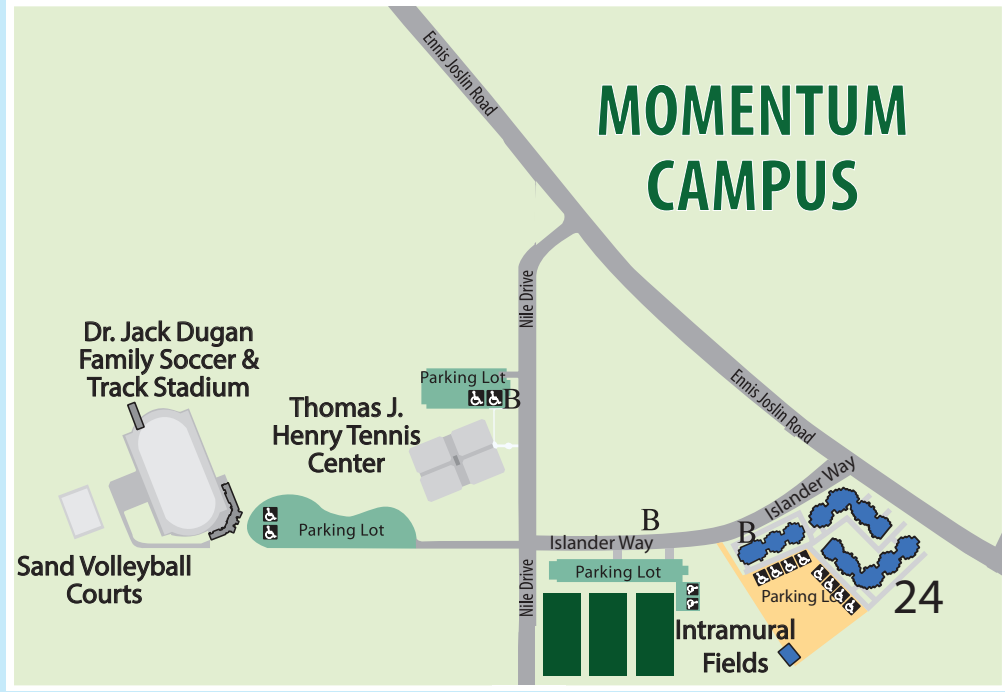 Ennis Joslin Road
MOMENTUM
CAMPUS
Nile Drive
Dr. Jack Dugan
Family Soccer &
Track Stadium
Parking Lot
B
Thomas J.
Henry Tennis
Center
Ennis Joslin Road
Islander Way
Parking Lot
B
B
Islander Way
Sand Volleyball
Courts
Parking Lot
Nile Drive
Parking Lot
24
Intramural
Fields